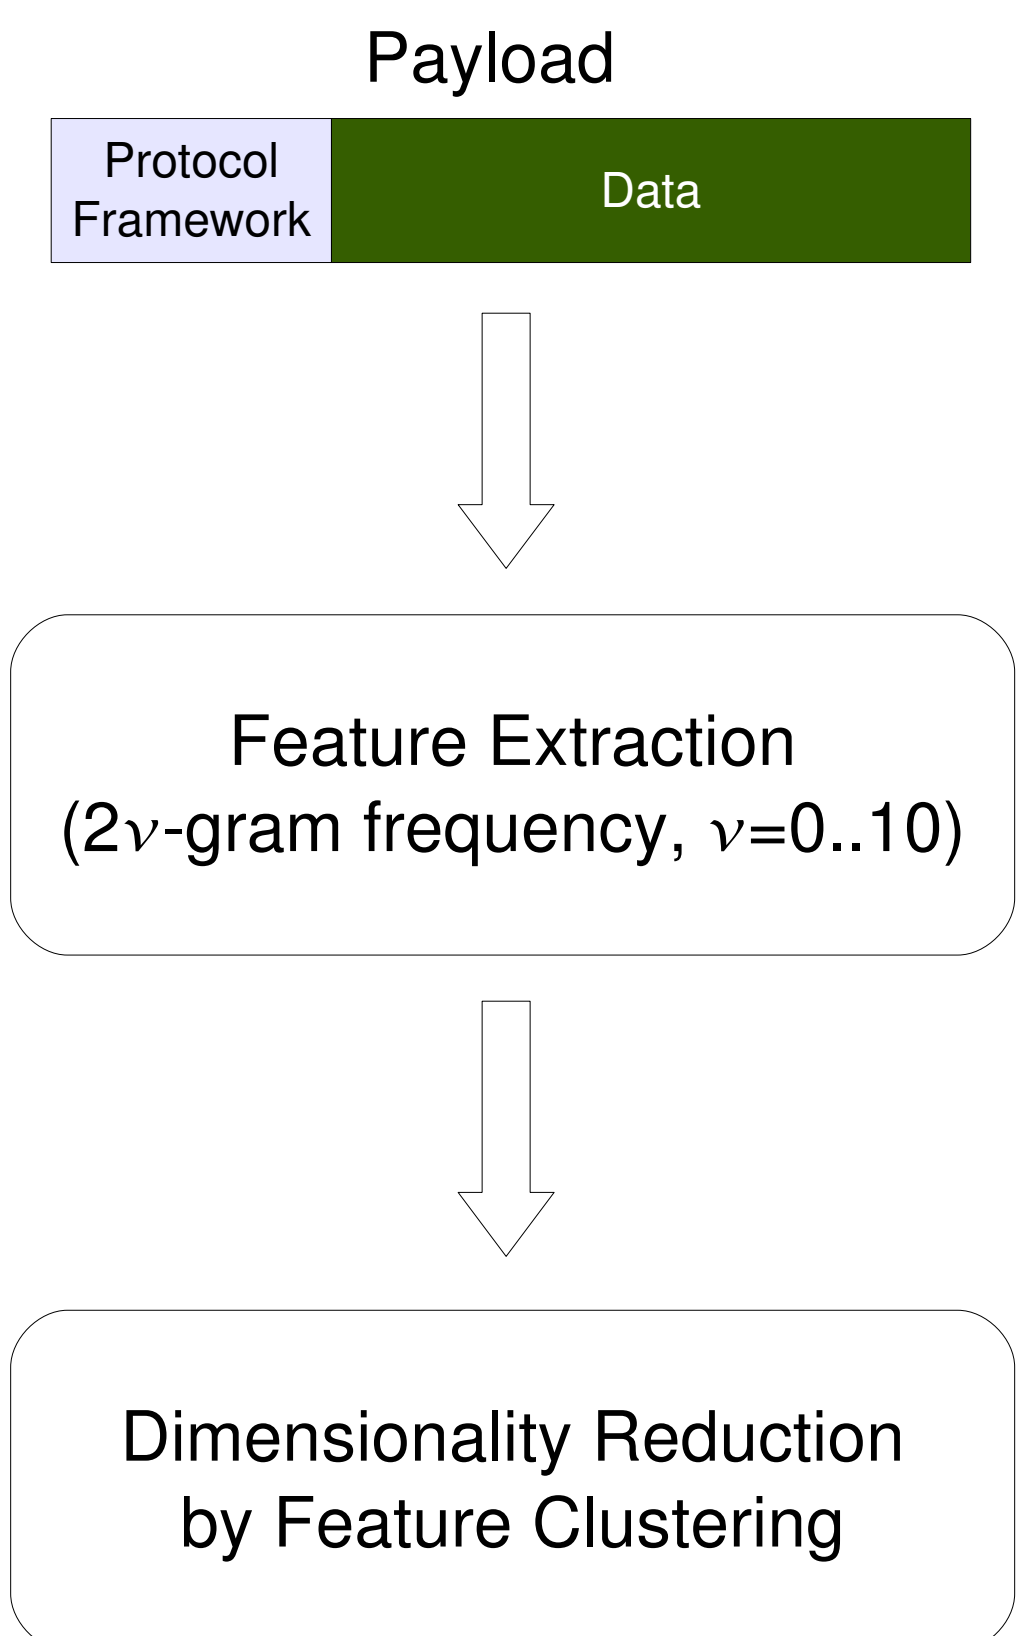 Payload
Protocol
Framework
Data
Feature Extraction
(2ν-gram frequency, ν=0..10)
Dimensionality Reduction
by Feature Clustering